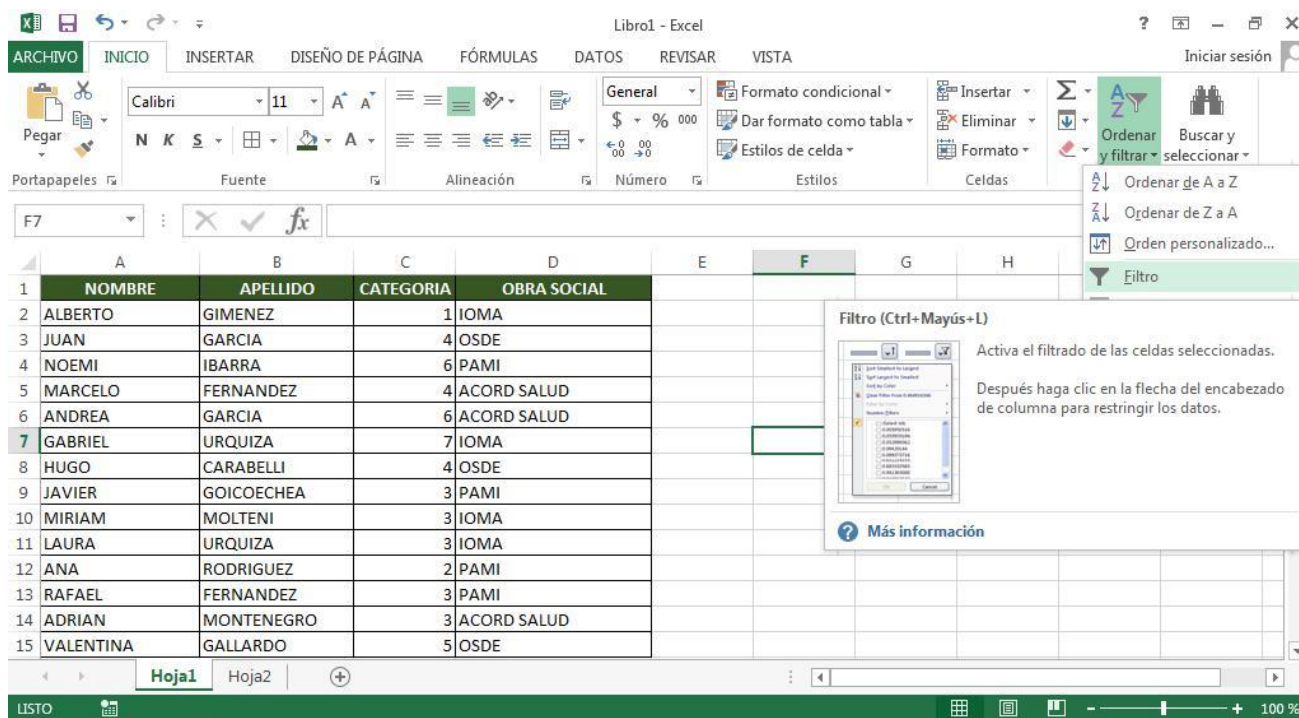 Libro1 - Excel
ARCHIVO INICIO INSERTAR DISEÑO DE PÁGINA FÓRMULAS DATOS REVISAR VISTA Iniciar sesión
Pegar
Calibri 11 A A
N K S A
General
$ % 000
Formato condicional
Dar formato como tabla
Estilos de celda
Insertar
Eliminar
Formato
Ordenar y filtrar
Buscar y seleccionar
Portapapeles Fuente Alineación Número Estilos Celdas
Ordenar de A a Z
Ordenar de Z a A
Orden personalizado...
Filtro
F7 fx
A B C D E F G H
1 NOMBRE APELLIDO CATEGORIA OBRA SOCIAL
2 ALBERTO GIMENEZ 1 IOMA
3 JUAN GARCIA 4 OSDE
4 NOEMI IBARRA 6 PAMI
5 MARCELO FERNANDEZ 4 ACORD SALUD
6 ANDREA GARCIA 6 ACORD SALUD
7 GABRIEL URQUIZA 7 IOMA
8 HUGO CARABELLI 4 OSDE
9 JAVIER GOICOECHEA 3 PAMI
10 MIRIAM MOLTENI 3 IOMA
11 LAURA URQUIZA 3 IOMA
12 ANA RODRIGUEZ 2 PAMI
13 RAFAEL FERNANDEZ 3 PAMI
14 ADRIAN MONTENEGRO 3 ACORD SALUD
15 VALENTINA GALLARDO 5 OSDE
Filtro (Ctrl+Mayús+L)
Activa el filtrado de las celdas seleccionadas.
Después haga clic en la flecha del encabezado
de columna para restringir los datos.
Más información
Hoja1 Hoja2
LISTO 100 %